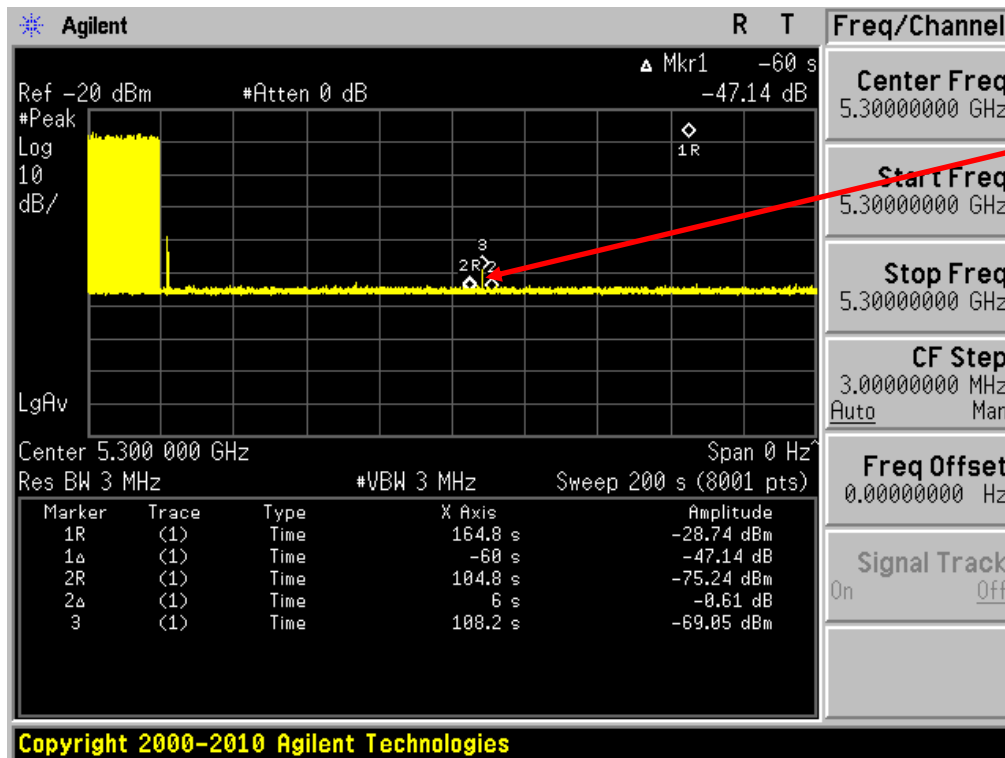 Agilent R T Freq/Channel
Δ Mkr1 -60 s
Ref -20 dBm #Atten 0 dB -47.14 dB
#Peak
Log
10
dB/
1R
3
2R 2
LgAv
Center 5.300 000 GHz Span 0 Hz^
Res BW 3 MHz #VBW 3 MHz Sweep 200 s (8001 pts)
Marker Trace Type X Axis Amplitude
1R (1) Time 164.8 s -28.74 dBm
1Δ (1) Time -60 s -47.14 dB
2R (1) Time 104.8 s -75.24 dBm
2Δ (1) Time 6 s -0.61 dB
3 (1) Time 108.2 s -69.05 dBm
Center Freq
5.30000000 GHz
Start Freq
5.30000000 GHz
Stop Freq
5.30000000 GHz
CF Step
3.00000000 MHz
Auto Man
Freq Offset
0.00000000 Hz
Signal Track
On Off
Copyright 2000-2010 Agilent Technologies